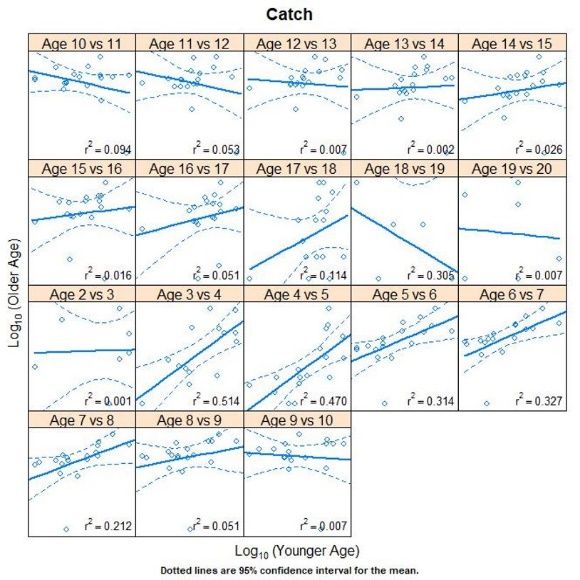 Catch
Age 10 vs 11 Age 11 vs 12 Age 12 vs 13 Age 13 vs 14 Age 14 vs 15
r² = 0.094 r² = 0.053 r² = 0.007 r² = 0.002 r² = 0.026
Age 15 vs 16 Age 16 vs 17 Age 17 vs 18 Age 18 vs 19 Age 19 vs 20
r² = 0.016 r² = 0.051 r² = 0.114 r² = 0.305 r² = 0.007
Log₁₀ (Older Age)
Age 2 vs 3 Age 3 vs 4 Age 4 vs 5 Age 5 vs 6 Age 6 vs 7
r² = 0.001 r² = 0.514 r² = 0.470 r² = 0.314 r² = 0.327
Age 7 vs 8 Age 8 vs 9 Age 9 vs 10
r² = 0.212 r² = 0.051 r² = 0.007
Log₁₀ (Younger Age)
Dotted lines are 95% confidence interval for the mean.